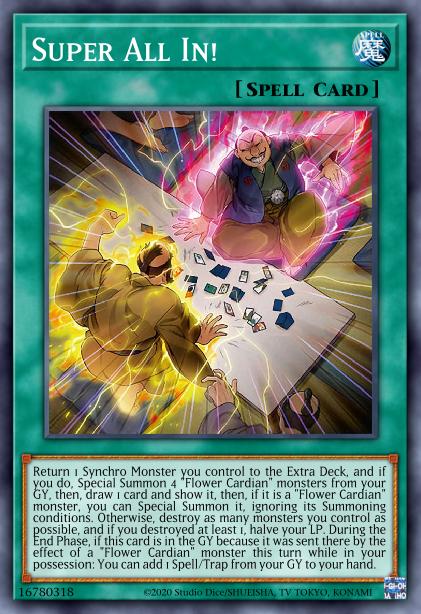 SUPER ALL IN!
SPELL
魔
[SPELL CARD]
Return 1 Synchro Monster you control to the Extra Deck, and if
you do, Special Summon 4 "Flower Cardian" monsters from your
GY, then, draw 1 card and show it, then, if it is a "Flower Cardian"
monster, you can Special Summon it, ignoring its Summoning
conditions. Otherwise, destroy as many monsters you control as
possible, and if you destroyed at least 1, halve your LP. During the
End Phase, if this card is in the GY because it was sent there by the
effect of a "Flower Cardian" monster this turn while in your
possession: You can add 1 Spell/Trap from your GY to your hand.
16780318 ©2020 Studio Dice/SHUEISHA, TV TOKYO, KONAMI